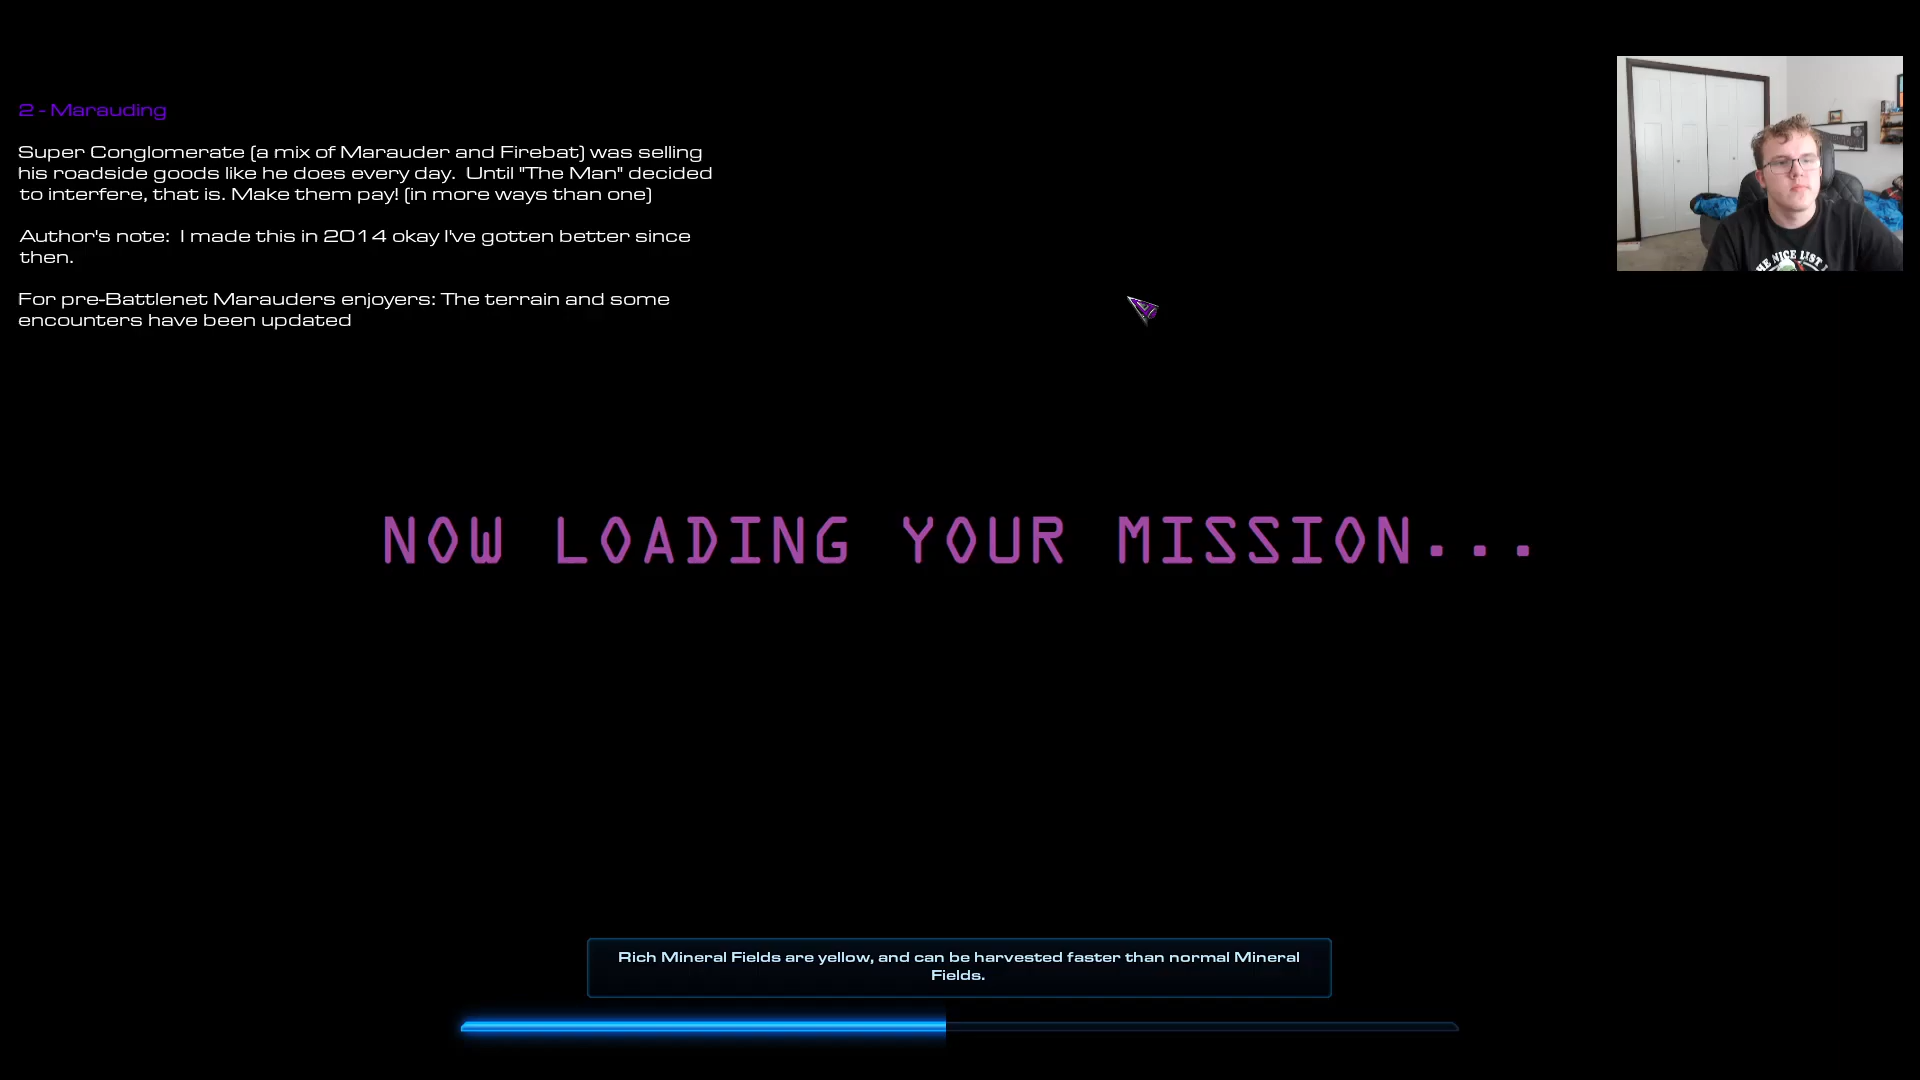 2 - Marauding
Super Conglomerate (a mix of Marauder and Firebat) was selling
his roadside goods like he does every day.  Until "The Man" decided
to interfere, that is. Make them pay! (in more ways than one)
Author's note:  I made this in 2014 okay I've gotten better since
then.
For pre-Battlenet Marauders enjoyers: The terrain and some
encounters have been updated
THE NICE LIST
NOW LOADING YOUR MISSION...
Rich Mineral Fields are yellow, and can be harvested faster than normal Mineral
Fields.